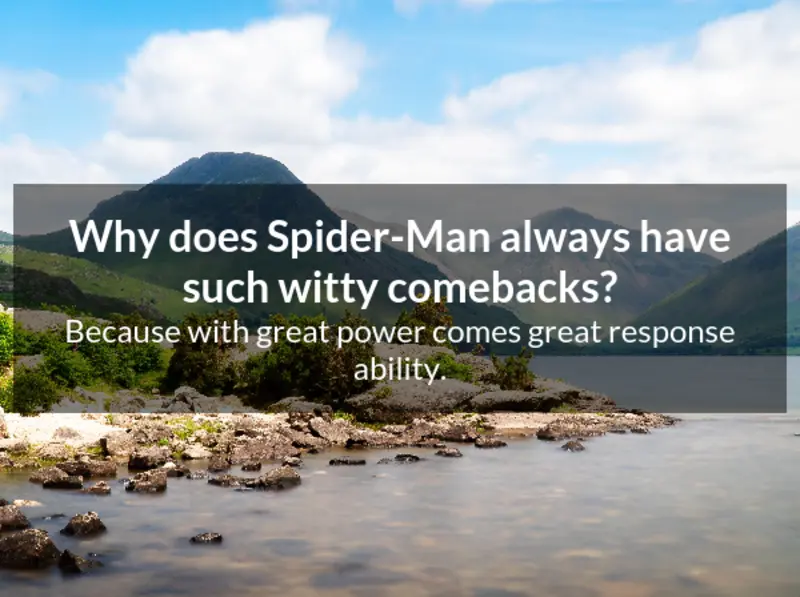 Why does Spider-Man always have
such witty comebacks?
Because with great power comes great response
ability.